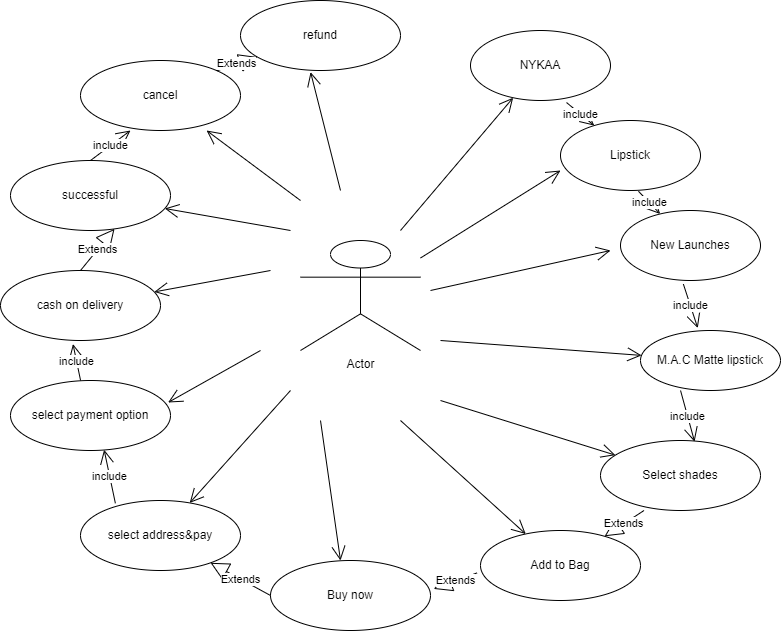 refund
Extends
cancel
include
successful
Extends
cash on delivery
include
select payment option
include
select address&pay
Extends
Buy now
Extends
Add to Bag
Extends
Select shades
include
M.A.C Matte lipstick
include
New Launches
include
Lipstick
include
NYKAA
Actor